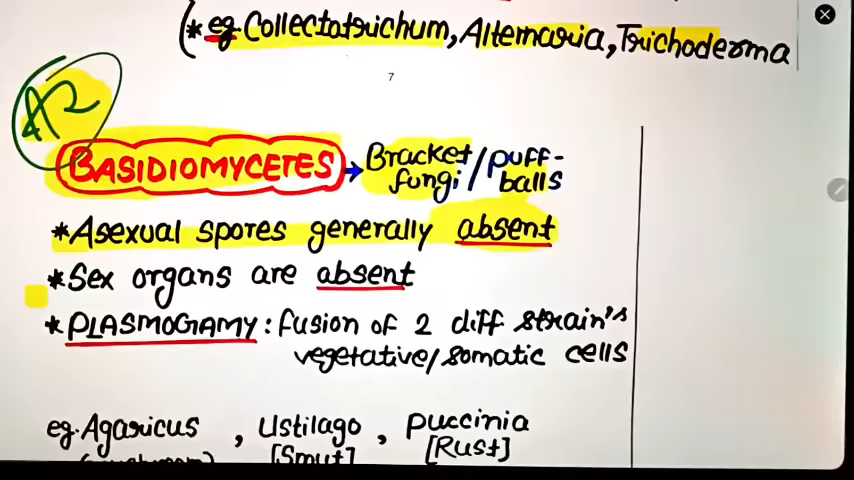 (* eg. Collectatrichum, Alternaria, Trichoderma
7
A2
BASIDIOMYCETES → Bracket fungi / puff-balls
* Asexual spores generally absent
* Sex organs are absent
* PLASMOGAMY : fusion of 2 diff strain's
vegetative/somatic cells
eg. Agaricus , Ustilago , puccinia
[Smut] [Rust]